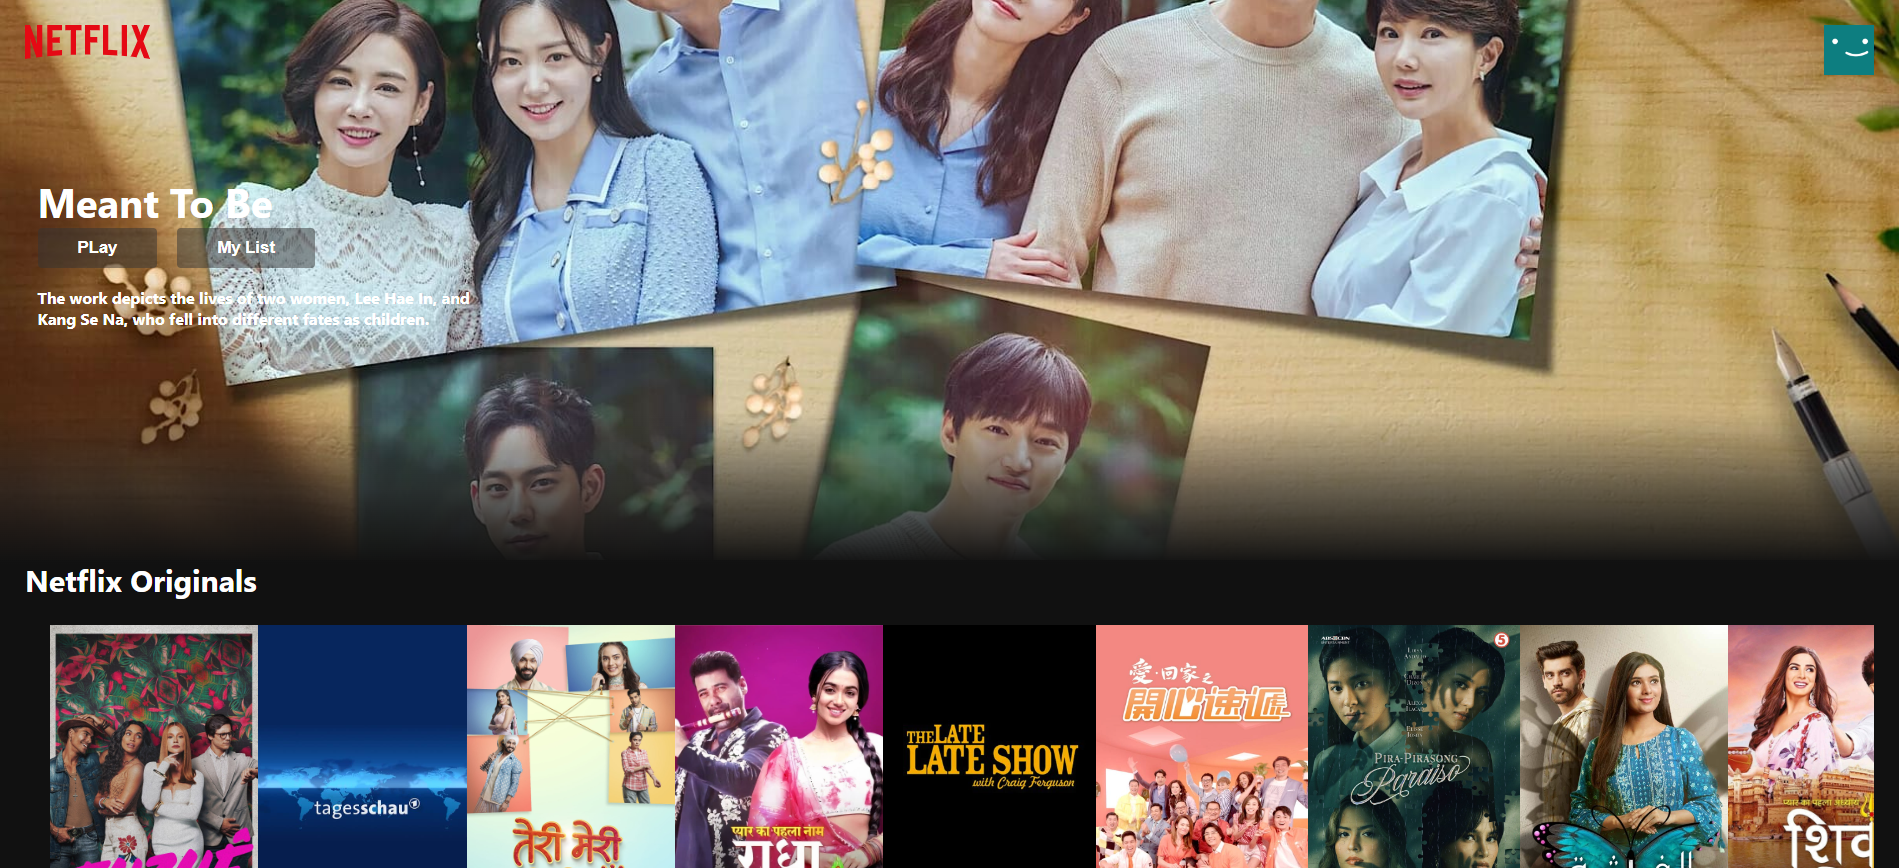 NETFLIX
Meant To Be
PLay
My List
The work depicts the lives of two women, Lee Hae In, and
Kang Se Na, who fell into different fates as children.
Netflix Originals
tagesschau
तेरी मेरी
प्यार का पहला नाम
राधा
THE LATE
LATE SHOW
with Craig Ferguson
愛·回家之
開心速遞
ABS-CBN
5
PIRA-PIRASONG
Paraiso
प्यार का पहला अध्याय
शिव